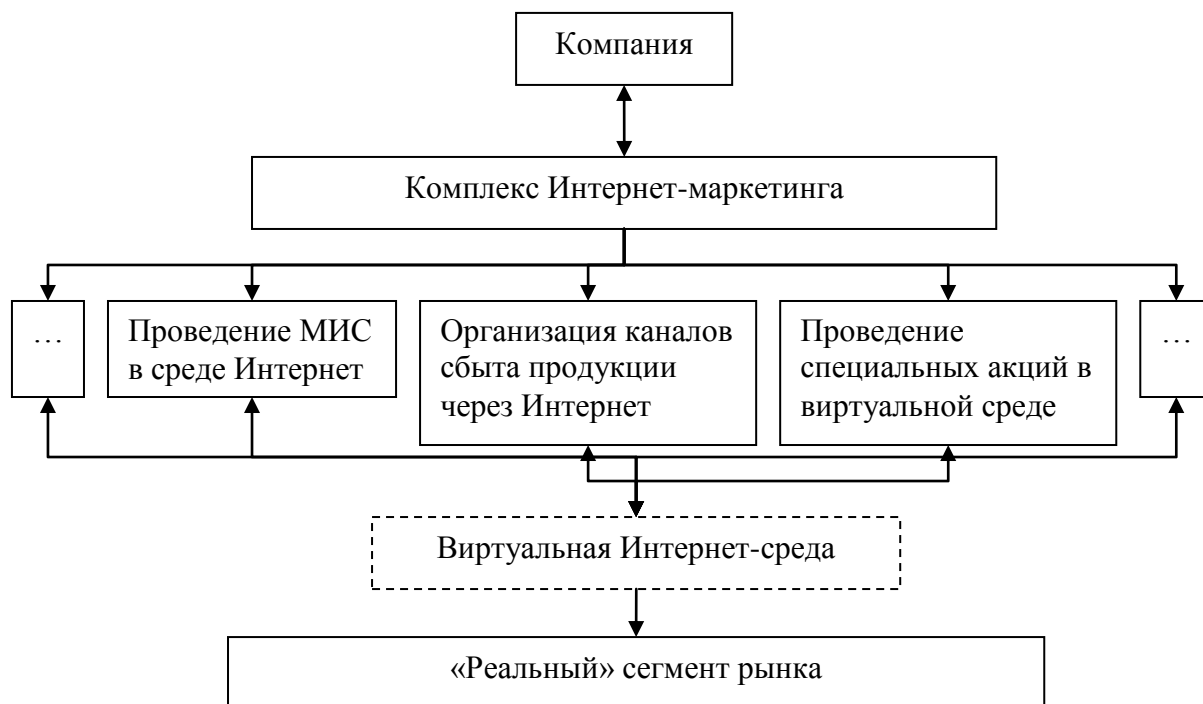 Компания
Комплекс Интернет-маркетинга
…
Проведение МИС
в среде Интернет
Организация каналов
сбыта продукции
через Интернет
Проведение
специальных акций в
виртуальной среде
…
Виртуальная Интернет-среда
«Реальный» сегмент рынка